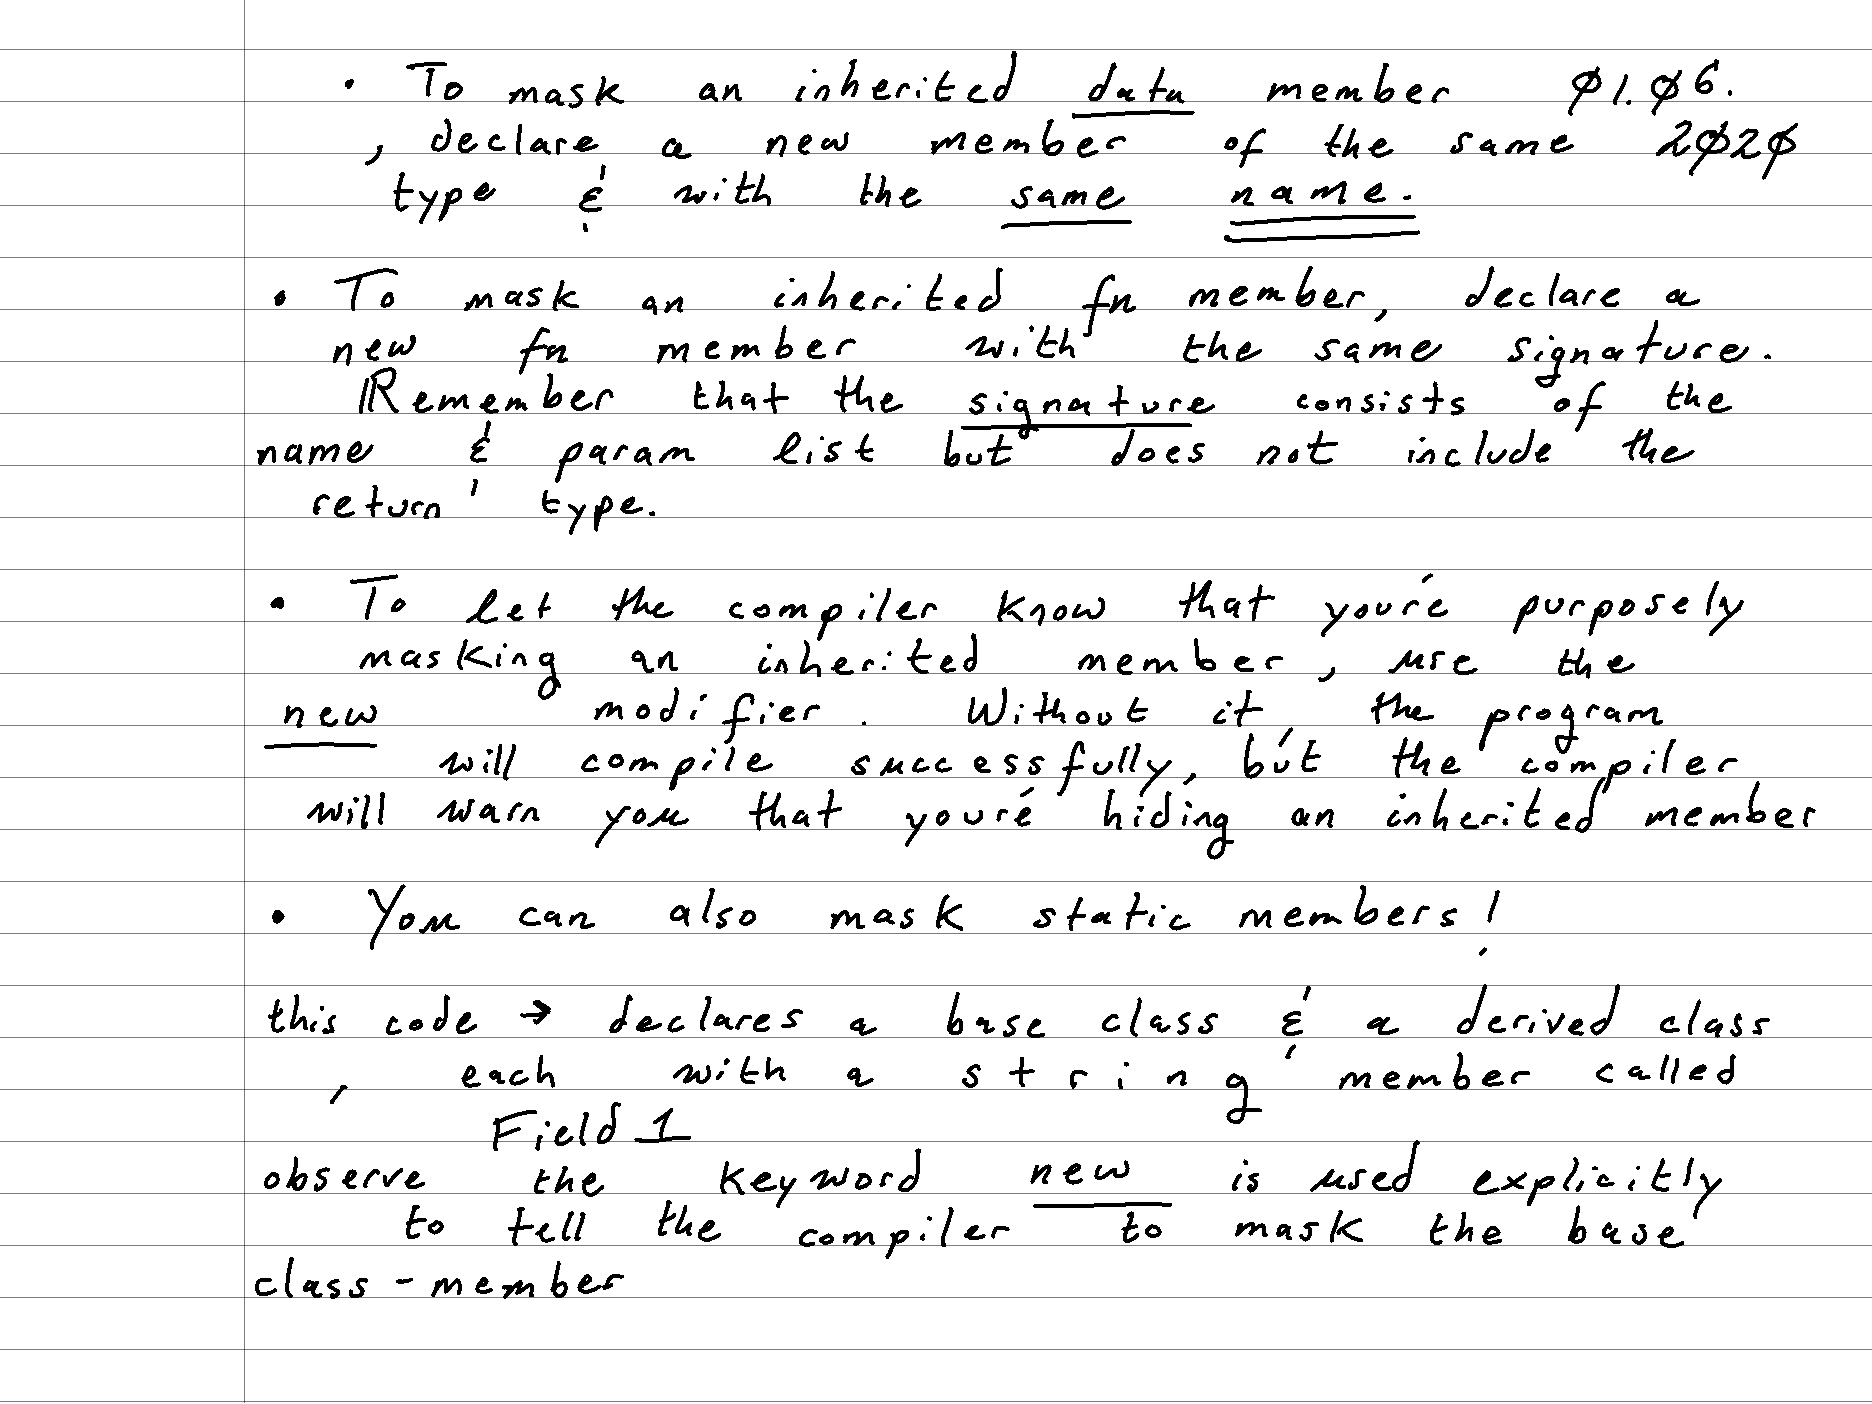 • To mask an inherited data member Ø1.Ø6.
, declare a new member of the same 2Ø2Ø
type & with the same name.
• To mask an inherited fn member, declare a
new fn member with the same signature.
Remember that the signature consists of the
name & param list but does not include the
return type.
• To let the compiler know that you're purposely
masking an inherited member, use the
new modifier. Without it, the program
will compile successfully, but the compiler
will warn you that you're hiding an inherited member
• You can also mask static members!
this code → declares a base class & a derived class
, each with a string member called
Field 1
observe the keyword new is used explicitly
to tell the compiler to mask the base
class - member